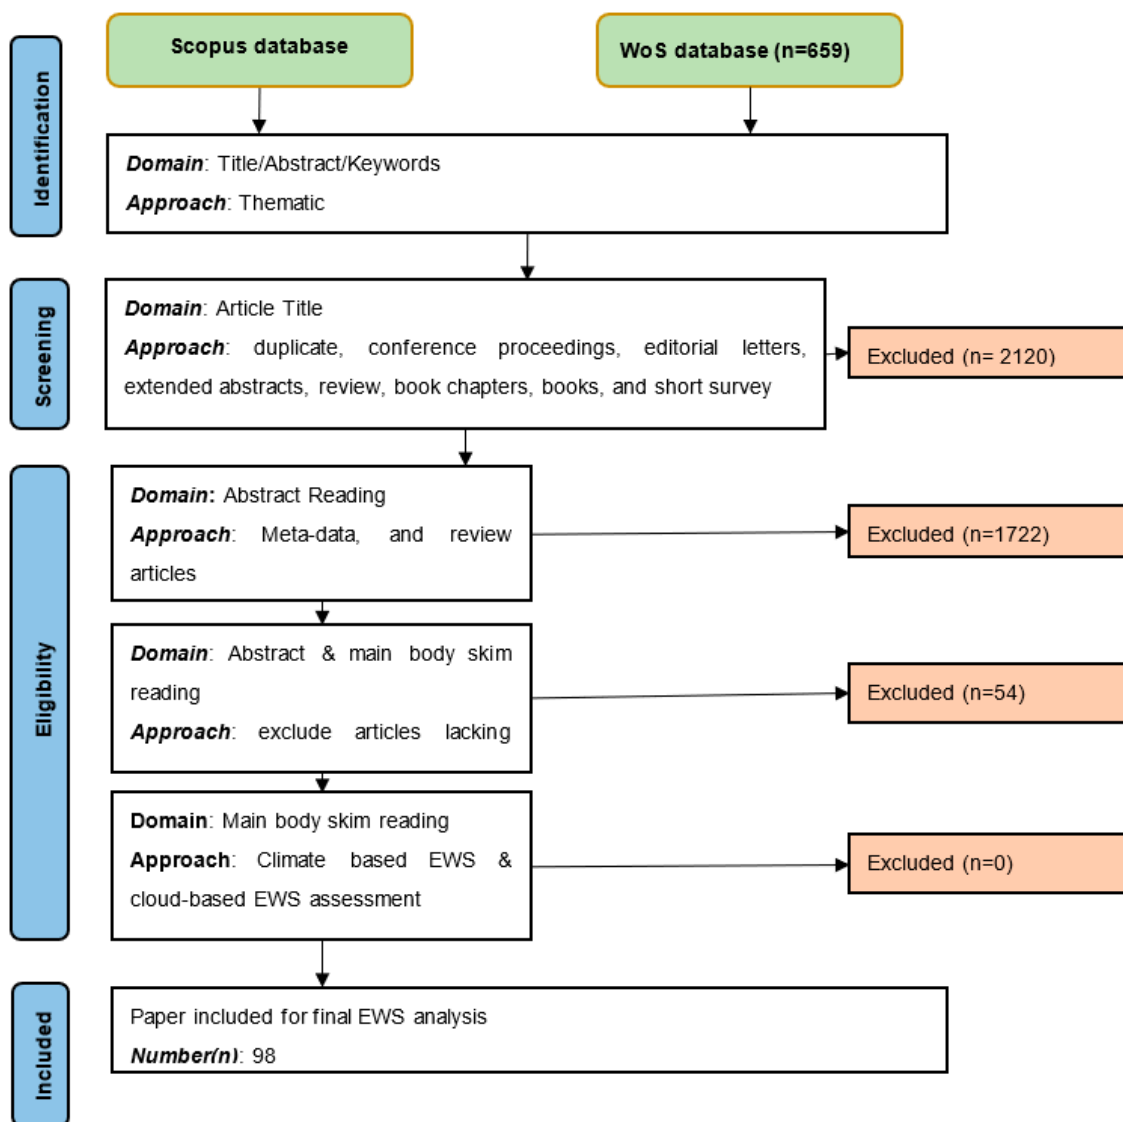 Scopus database
WoS database (n=659)
Identification
Domain: Title/Abstract/Keywords
Approach: Thematic
Screening
Domain: Article Title
Approach: duplicate, conference proceedings, editorial letters,
extended abstracts, review, book chapters, books, and short survey
Excluded (n= 2120)
Eligibility
Domain: Abstract Reading
Approach: Meta-data, and review
articles
Excluded (n=1722)
Domain: Abstract & main body skim
reading
Approach: exclude articles lacking
Excluded (n=54)
Domain: Main body skim reading
Approach: Climate based EWS &
cloud-based EWS assessment
Excluded (n=0)
Included
Paper included for final EWS analysis
Number(n): 98